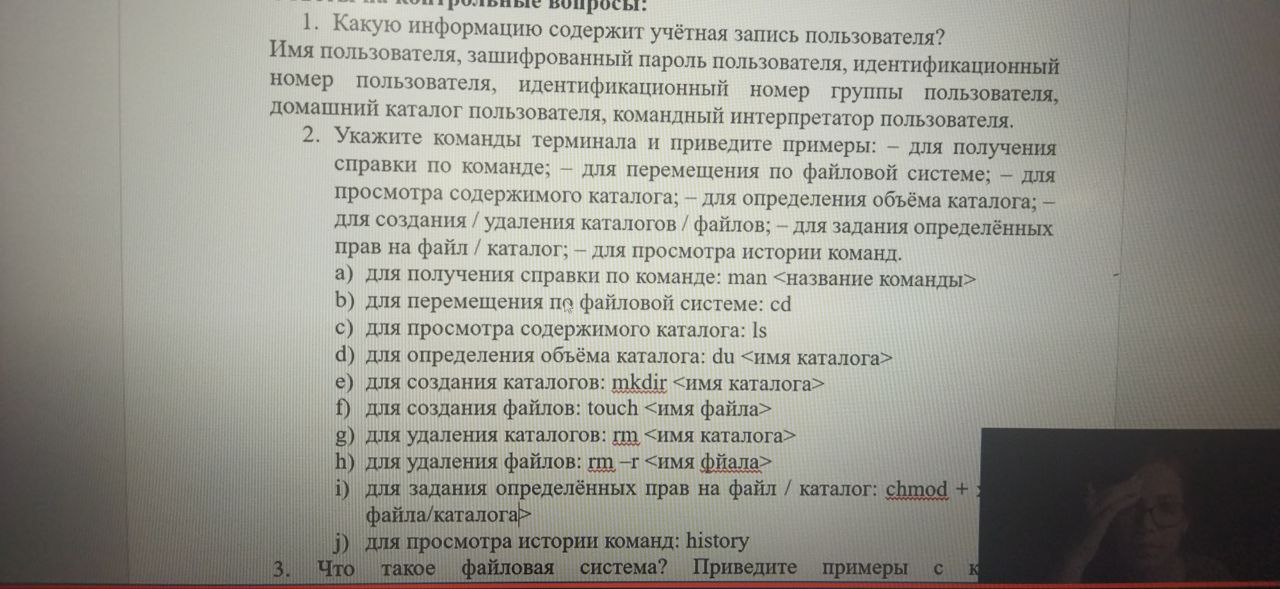 на контрольные вопросы:
1. Какую информацию содержит учётная запись пользователя?
Имя пользователя, зашифрованный пароль пользователя, идентификационный
номер пользователя, идентификационный номер группы пользователя,
домашний каталог пользователя, командный интерпретатор пользователя.
2. Укажите команды терминала и приведите примеры: – для получения
справки по команде; – для перемещения по файловой системе; – для
просмотра содержимого каталога; – для определения объёма каталога; –
для создания / удаления каталогов / файлов; – для задания определённых
прав на файл / каталог; – для просмотра истории команд.
a) для получения справки по команде: man <название команды>
b) для перемещения по файловой системе: cd
c) для просмотра содержимого каталога: ls
d) для определения объёма каталога: du <имя каталога>
e) для создания каталогов: mkdir <имя каталога>
f) для создания файлов: touch <имя файла>
g) для удаления каталогов: rm <имя каталога>
h) для удаления файлов: rm –r <имя фйала>
i) для задания определённых прав на файл / каталог: chmod +
файла/каталога>
j) для просмотра истории команд: history
3. Что такое файловая система? Приведите примеры с